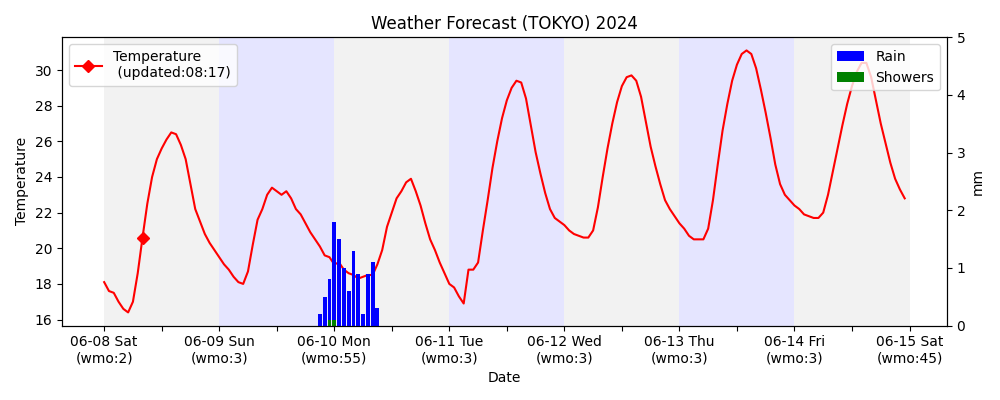 Weather Forecast (TOKYO) 2024
Temperature
(updated:08:17)
Rain
Showers
Temperature
30
28
26
24
22
20
18
16
5
4
3
2
1
0
mm
06-08 Sat
(wmo:2)
06-09 Sun
(wmo:3)
06-10 Mon
(wmo:55)
06-11 Tue
(wmo:3)
06-12 Wed
(wmo:3)
06-13 Thu
(wmo:3)
06-14 Fri
(wmo:3)
06-15 Sat
(wmo:45)
Date